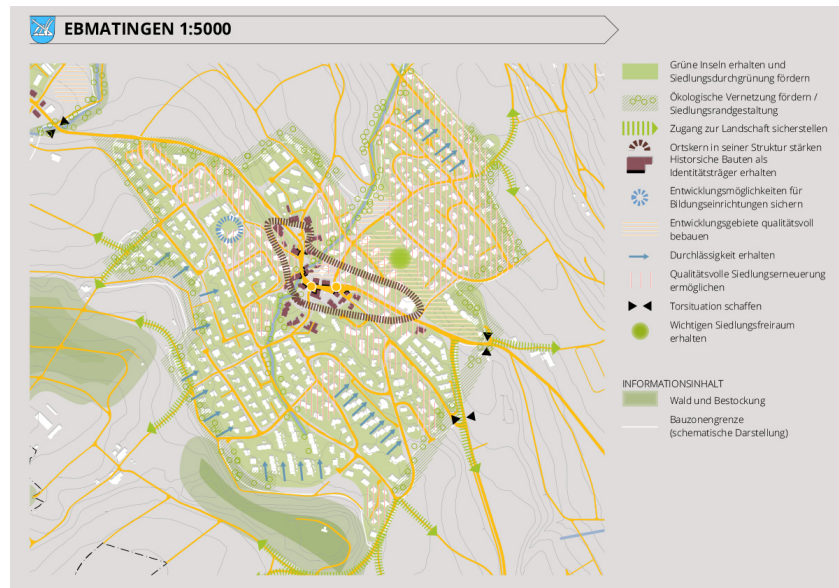 EBMATINGEN 1:5000
Grüne Inseln erhalten und
Siedlungsdurchgrünung fördern
Ökologische Vernetzung fördern /
Siedlungsrandgestaltung
Zugang zur Landschaft sicherstellen
Ortskern in seiner Struktur stärken
Historsiche Bauten als
Identitätsträger erhalten
Entwicklungsmöglichkeiten für
Bildungseinrichtungen sichern
Entwicklungsgebiete qualitätsvoll
bebauen
Durchlässigkeit erhalten
Qualitätsvolle Siedlungserneuerung
ermöglichen
Torsituation schaffen
Wichtigen Siedlungsfreiraum
erhalten
INFORMATIONSINHALT
Wald und Bestockung
Bauzonengrenze
(schematische Darstellung)